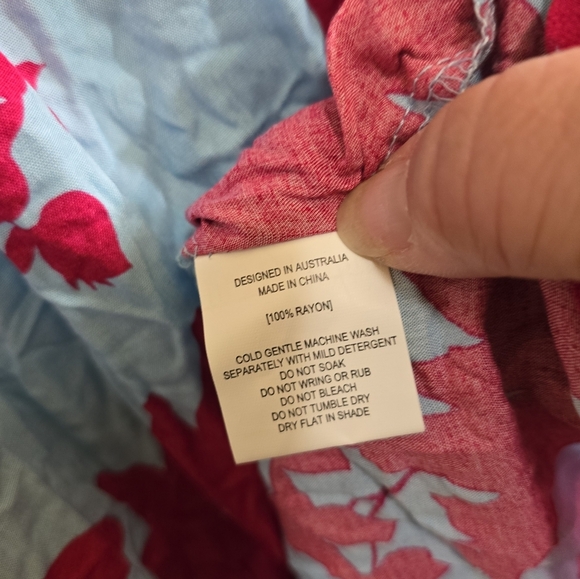 DESIGNED IN AUSTRALIA
MADE IN CHINA
[100% RAYON]
COLD GENTLE MACHINE WASH
SEPARATELY WITH MILD DETERGENT
DO NOT SOAK
DO NOT WRING OR RUB
DO NOT BLEACH
DO NOT TUMBLE DRY
DRY FLAT IN SHADE